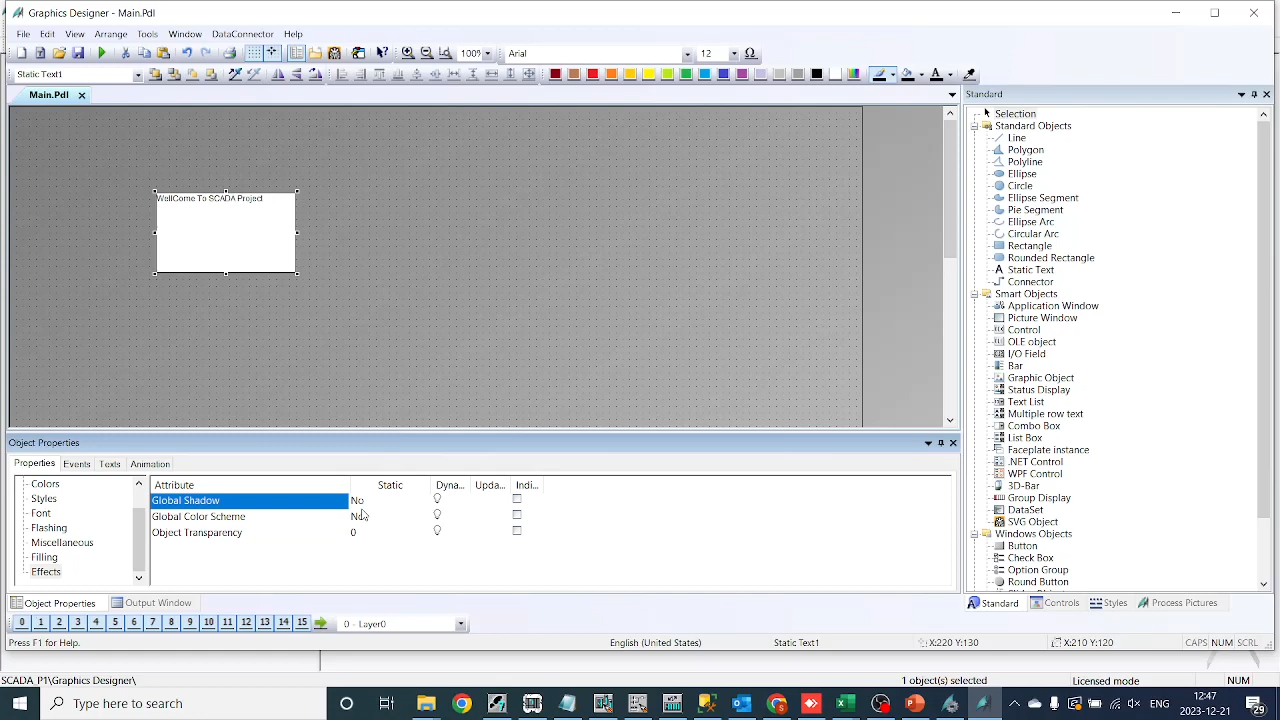 Graphics Designer - Main.Pdl
File Edit View Arrange Tools Window DataConnector Help
100% Arial 12
Static Text1
Main.Pdl
Standard
WellCome To SCADA Project
Selection
Standard Objects
Line
Polygon
Polyline
Ellipse
Circle
Ellipse Segment
Pie Segment
Ellipse Arc
Circular Arc
Rectangle
Rounded Rectangle
Static Text
Connector
Smart Objects
Application Window
Picture Window
Control
OLE object
I/O Field
Bar
Graphic Object
Status Display
Text List
Multiple row text
Combo Box
List Box
Faceplate instance
.NET Control
WPF Control
3D-Bar
Group Display
DataSet
SVG Object
Windows Objects
Button
Check Box
Option Group
Round Button
Object Properties
Properties Events Texts Animation
Colors
Styles
Font
Flashing
Miscellaneous
Filling
Effects
Attribute Static Dyna... Upda... Indi...
Global Shadow No
Global Color Scheme No
Object Transparency 0
Object Properties Output Window
Standard Controls Styles Process Pictures
0 1 2 3 4 5 6 7 8 9 10 11 12 13 14 15 0 - Layer0
Press F1 for Help. English (United States) Static Text1 X:220 Y:130 X:210 Y:120 CAPS NUM SCRL
SCADA_P1\Graphics Designer\ 1 object(s) selected Licensed mode NUM
Type here to search
ENG
12:47
2023-12-21